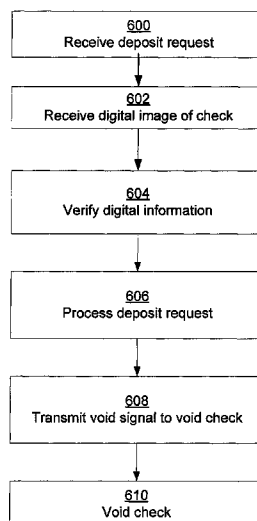 600
Receive deposit request
602
Receive digital image of check
604
Verify digital information
606
Process deposit request
608
Transmit void signal to void check
610
Void check